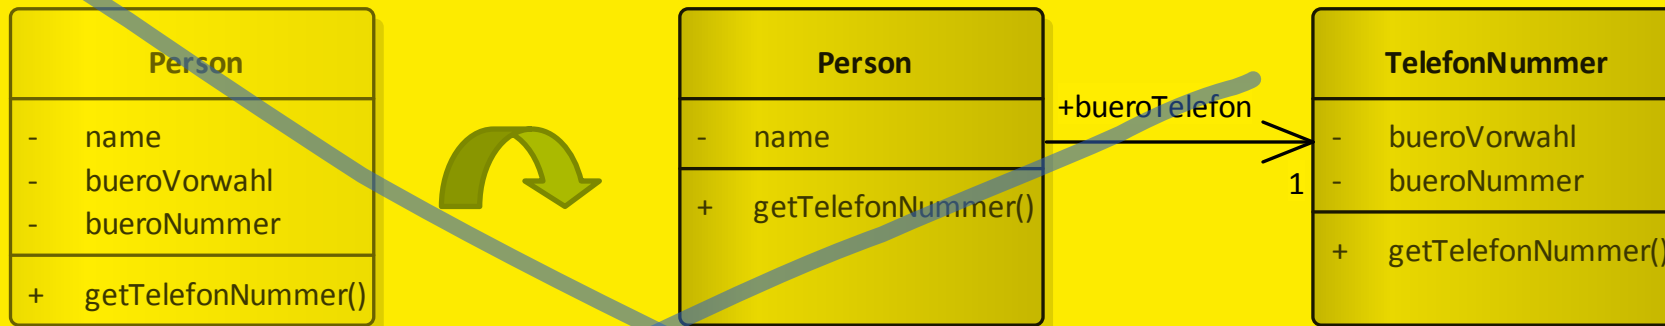 Person
- name
- bueroVorwahl
- bueroNummer
+ getTelefonNummer()
Person
- name
+ getTelefonNummer()
+bueroTelefon
1
TelefonNummer
- bueroVorwahl
- bueroNummer
+ getTelefonNummer()